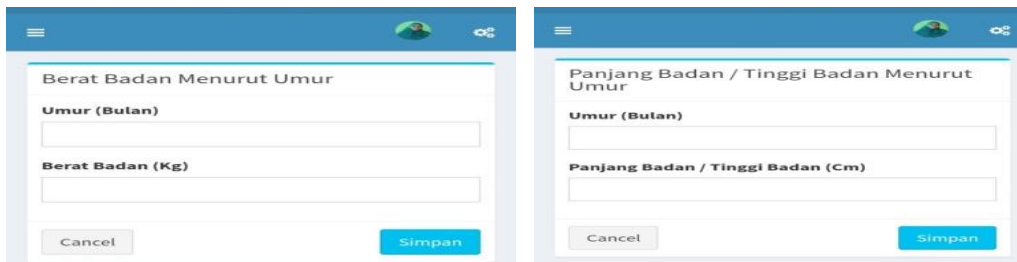 Berat Badan Menurut Umur
Umur (Bulan)
Berat Badan (Kg)
Cancel
Simpan
Panjang Badan / Tinggi Badan Menurut
Umur
Umur (Bulan)
Panjang Badan / Tinggi Badan (Cm)
Cancel
Simpan